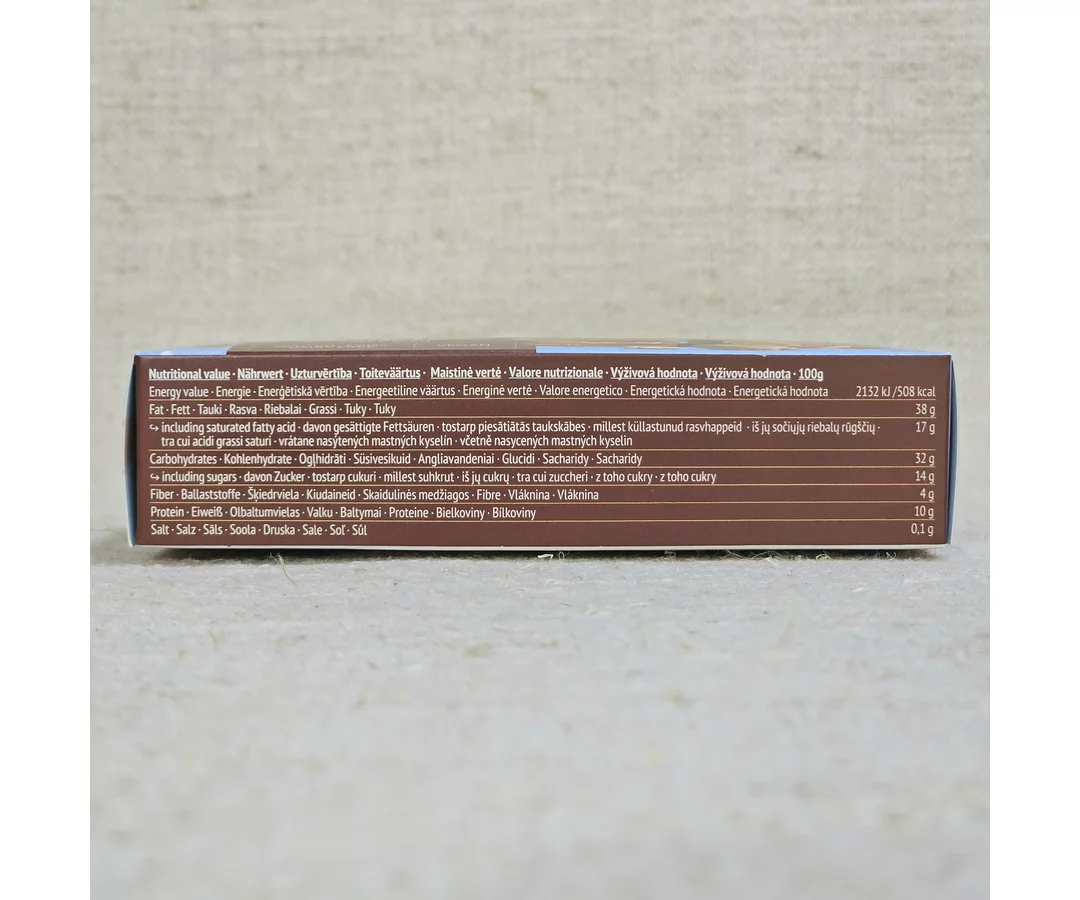 Nutritional value · Nährwert · Uzturvērtība · Toiteväärtus · Maistinė vertė · Valore nutrizionale · Výživová hodnota · Výživová hodnota · 100g
Energy value · Energie · Enerģētiskā vērtība · Energeetiline väärtus · Energinė vertė · Valore energetico · Energetická hodnota · Energetická hodnota 2132 kJ / 508 kcal
Fat · Fett · Tauki · Rasva · Riebalai · Grassi · Tuky · Tuky 38 g
↪ including saturated fatty acid · davon gesättigte Fettsäuren · tostarp piesātiātās taukskābes · millest küllastunud rasvhappeid · iš jų sočiųjų riebalų rūgščių · 17 g
tra cui acidi grassi saturi · vrátane nasýtených mastných kyselín · včetně nasycených mastných kyselin
Carbohydrates · Kohlenhydrate · Ogļhidrāti · Süsivesikuid · Angliavandeniai · Glucidi · Sacharidy · Sacharidy 32 g
↪ including sugars · davon Zucker · tostarp cukuri · millest suhkrut · iš jų cukrų · tra cui zuccheri · z toho cukry · z toho cukry 14 g
Fiber · Ballaststoffe · Šķiedrviela · Kiudaineid · Skaidulinės medžiagos · Fibre · Vláknina · Vláknina 4 g
Protein · Eiweiß · Olbaltumvielas · Valku · Baltymai · Proteine · Bielkoviny · Bílkoviny 10 g
Salt · Salz · Sāls · Soola · Druska · Sale · Soľ · Sůl 0,1 g